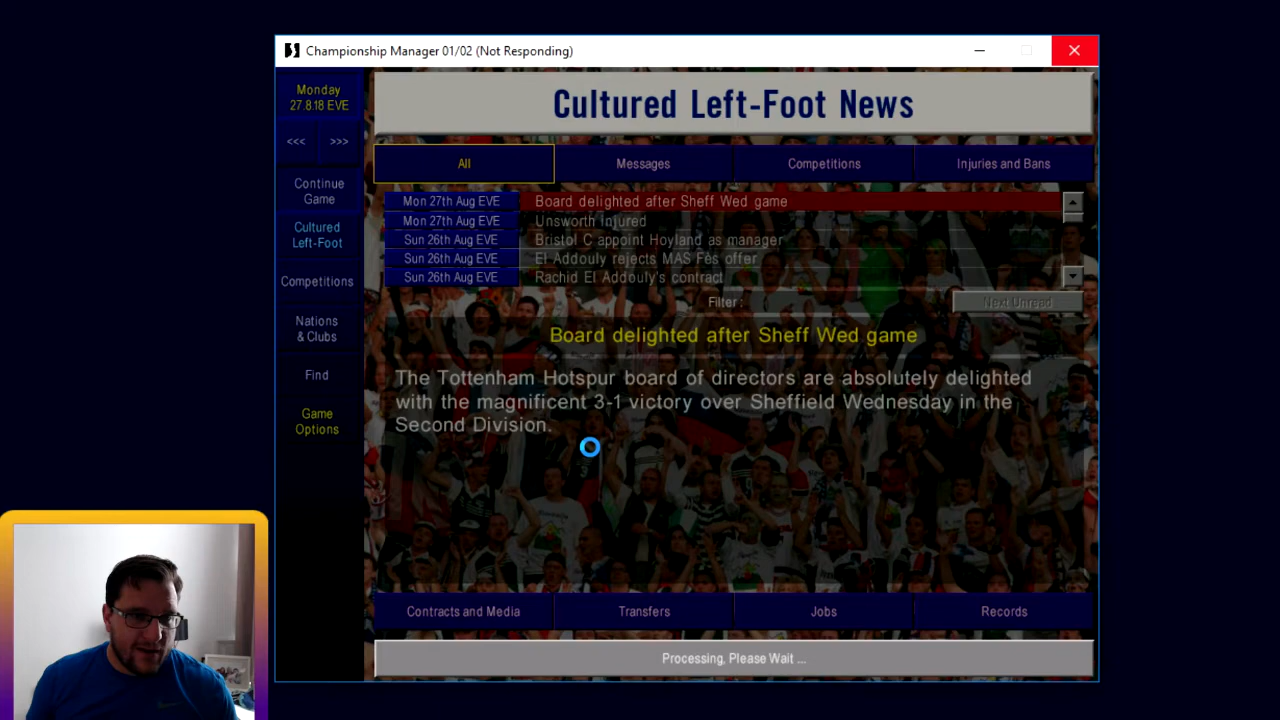 Championship Manager 01/02 (Not Responding)
Monday
27.8.18 EVE
<<<
>>>
Continue
Game
Cultured
Left-Foot
Competitions
Nations
& Clubs
Find
Game
Options
Cultured Left-Foot News
All
Messages
Competitions
Injuries and Bans
Mon 27th Aug EVE Board delighted after Sheff Wed game
Mon 27th Aug EVE Unsworth injured
Sun 26th Aug EVE Bristol C appoint Hoyland as manager
Sun 26th Aug EVE El Addouly rejects MAS Fès offer
Sun 26th Aug EVE Rachid El Addouly's contract
Filter :
Next Unread
Board delighted after Sheff Wed game
The Tottenham Hotspur board of directors are absolutely delighted
with the magnificent 3-1 victory over Sheffield Wednesday in the
Second Division.
Contracts and Media
Transfers
Jobs
Records
Processing, Please Wait ...